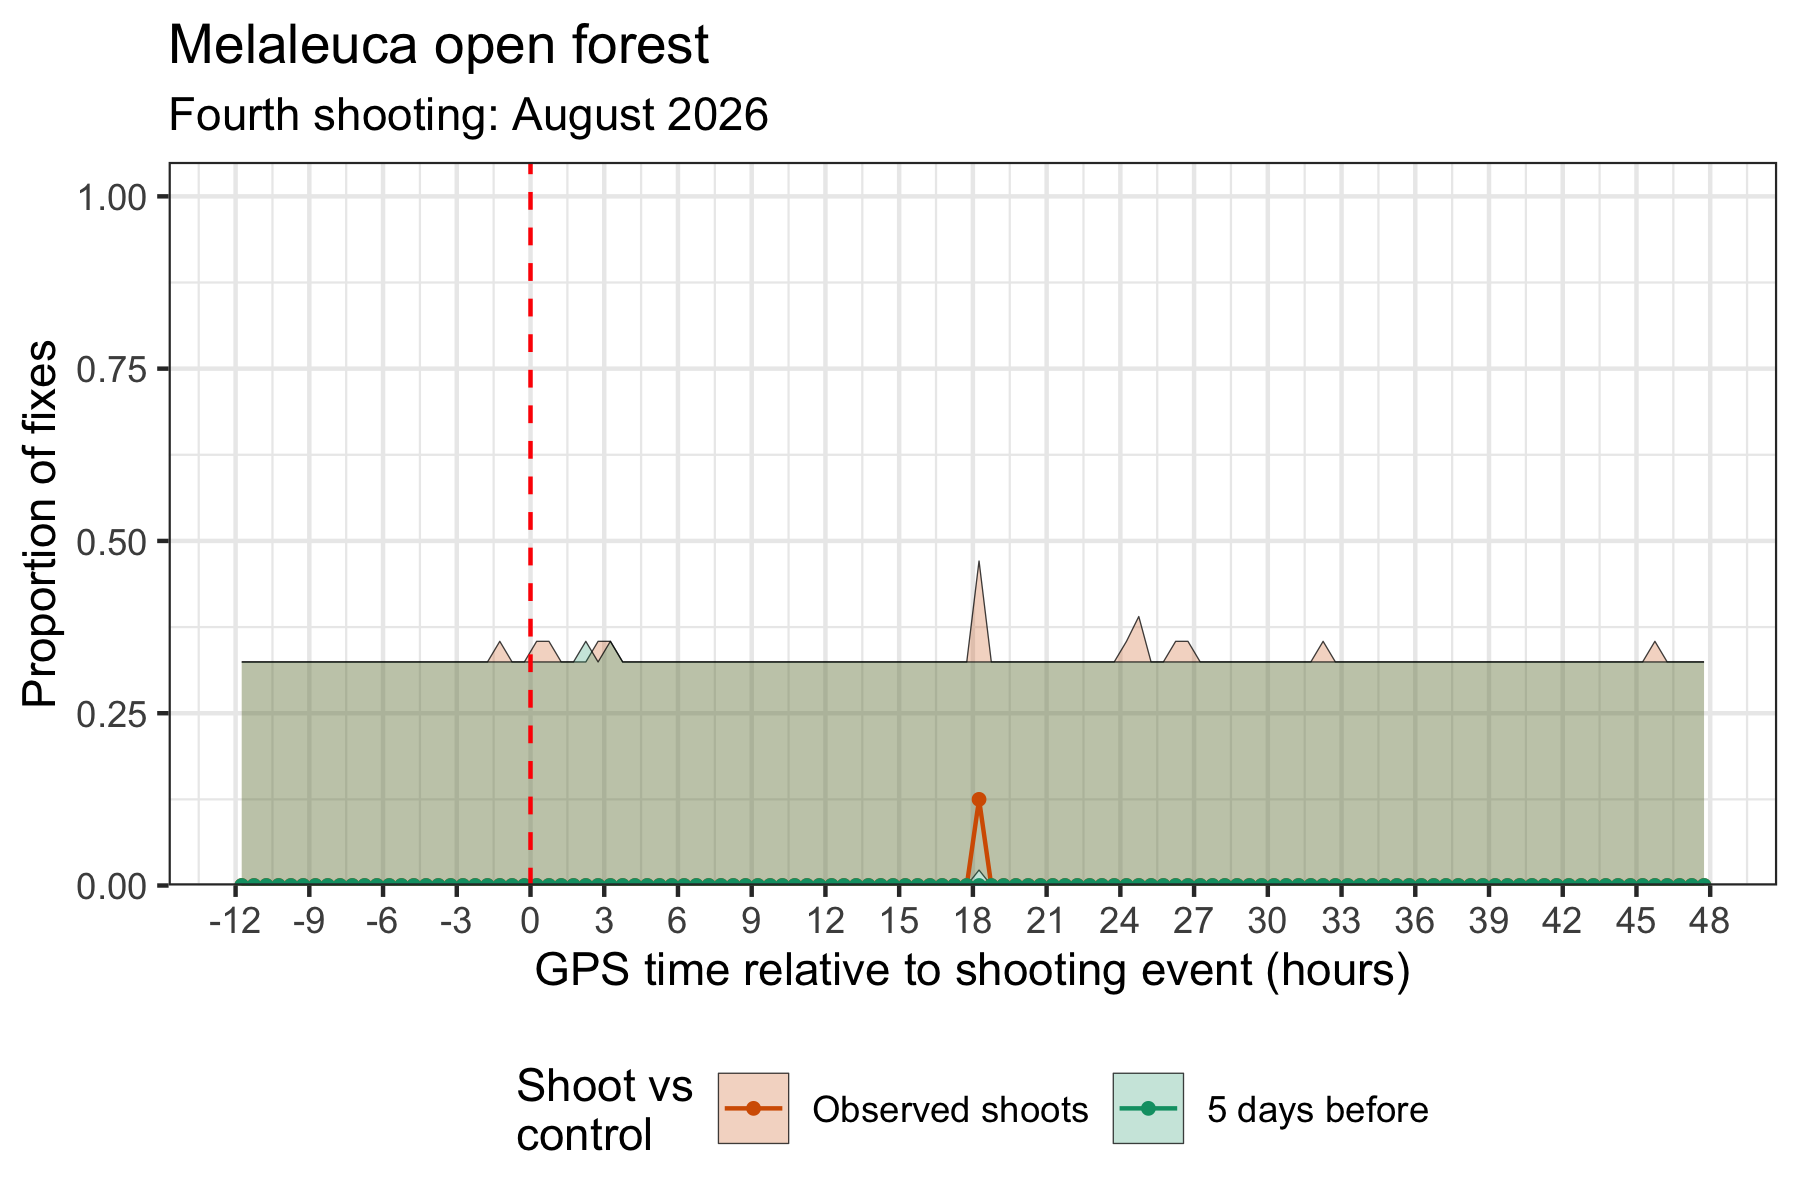 Melaleuca open forest
Fourth shooting: August 2026
1.00
0.75
0.50
0.25
0.00
Proportion of fixes
-12 -9 -6 -3 0 3 6 9 12 15 18 21 24 27 30 33 36 39 42 45 48
GPS time relative to shooting event (hours)
Shoot vs
control
Observed shoots
5 days before